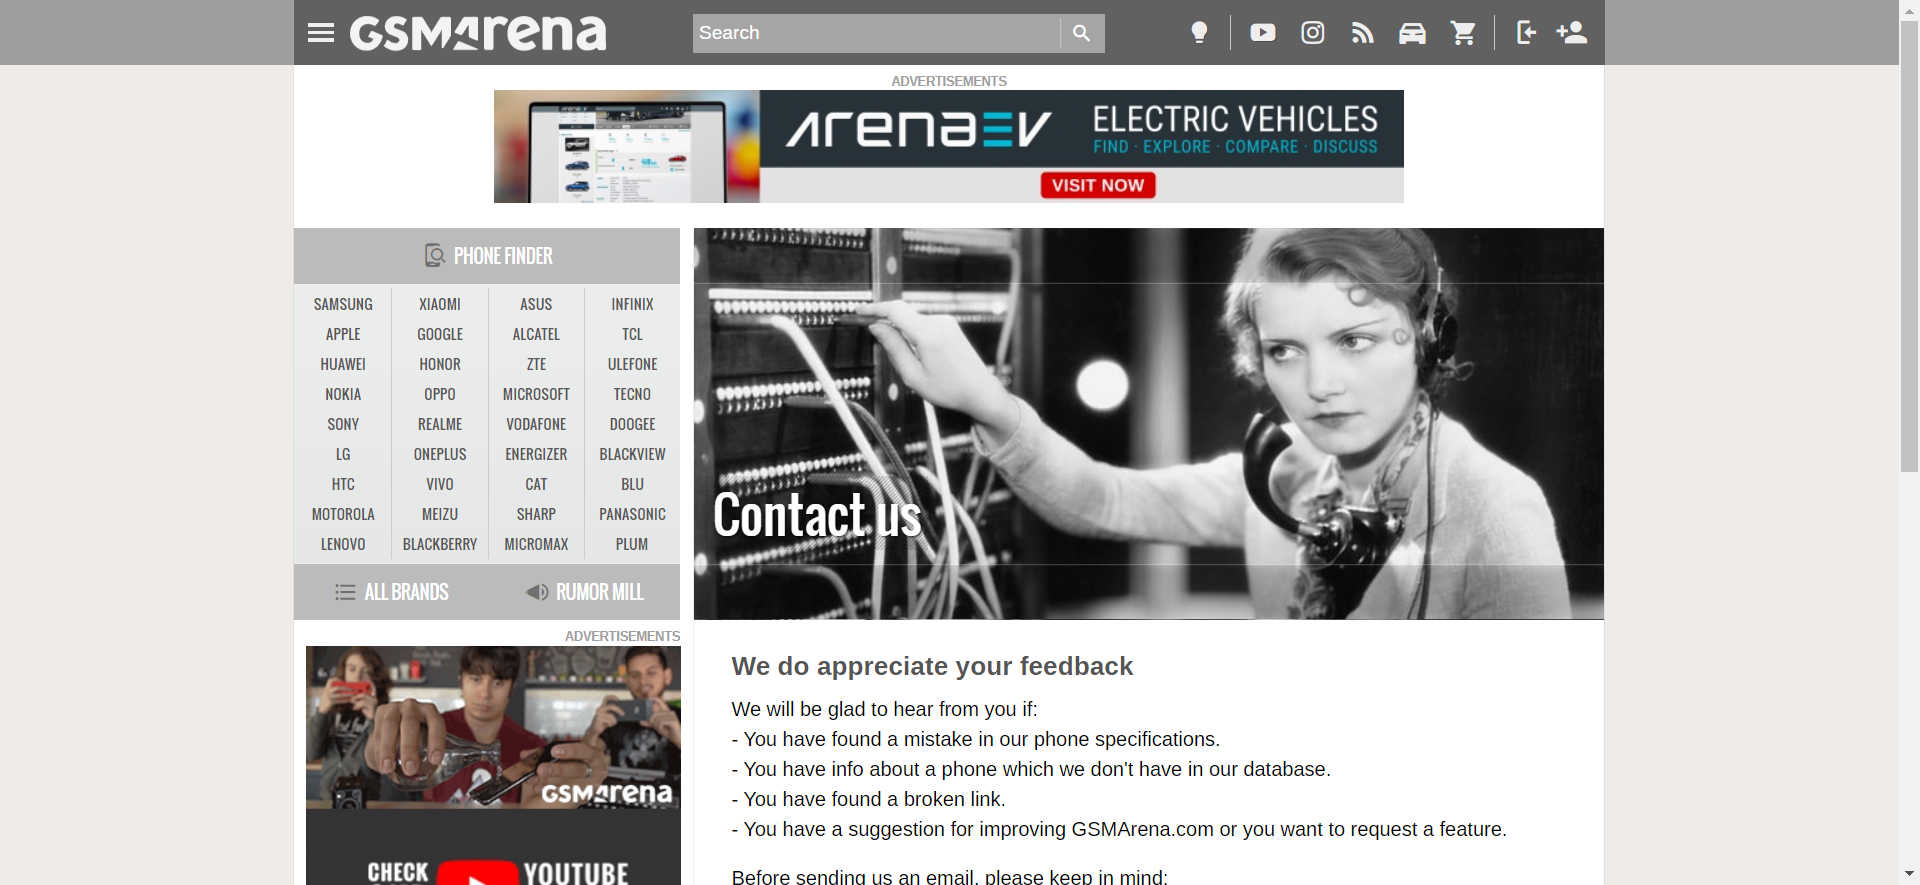 GSMArena
Search
ADVERTISEMENTS
arenaEV
ELECTRIC VEHICLES
FIND · EXPLORE · COMPARE · DISCUSS
VISIT NOW
PHONE FINDER
SAMSUNG XIAOMI ASUS INFINIX
APPLE GOOGLE ALCATEL TCL
HUAWEI HONOR ZTE ULEFONE
NOKIA OPPO MICROSOFT TECNO
SONY REALME VODAFONE DOOGEE
LG ONEPLUS ENERGIZER BLACKVIEW
HTC VIVO CAT BLU
MOTOROLA MEIZU SHARP PANASONIC
LENOVO BLACKBERRY MICROMAX PLUM
ALL BRANDS RUMOR MILL
ADVERTISEMENTS
GSMArena
CHECK
YOUTUBE
Contact us
We do appreciate your feedback
We will be glad to hear from you if:
- You have found a mistake in our phone specifications.
- You have info about a phone which we don't have in our database.
- You have found a broken link.
- You have a suggestion for improving GSMArena.com or you want to request a feature.
Before sending us an email, please keep in mind: